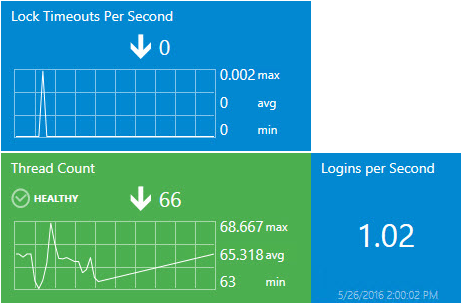 Lock Timeouts Per Second
0
0.002 max
0 avg
0 min
Thread Count
HEALTHY
66
68.667 max
65.318 avg
63 min
Logins per Second
1.02
5/26/2016 2:00:02 PM